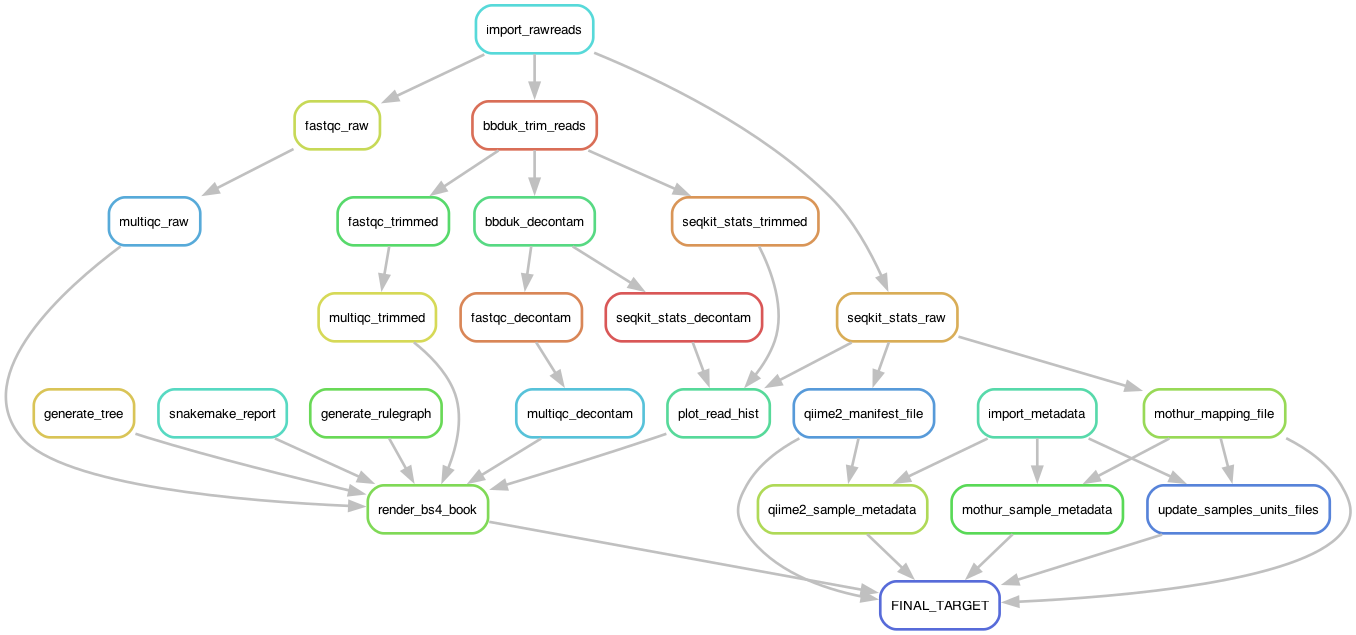 import_rawreads
fastqc_raw
bbduk_trim_reads
multiqc_raw
fastqc_trimmed
bbduk_decontam
seqkit_stats_trimmed
multiqc_trimmed
fastqc_decontam
seqkit_stats_decontam
seqkit_stats_raw
generate_tree
snakemake_report
generate_rulegraph
multiqc_decontam
plot_read_hist
qiime2_manifest_file
import_metadata
mothur_mapping_file
render_bs4_book
qiime2_sample_metadata
mothur_sample_metadata
update_samples_units_files
FINAL_TARGET